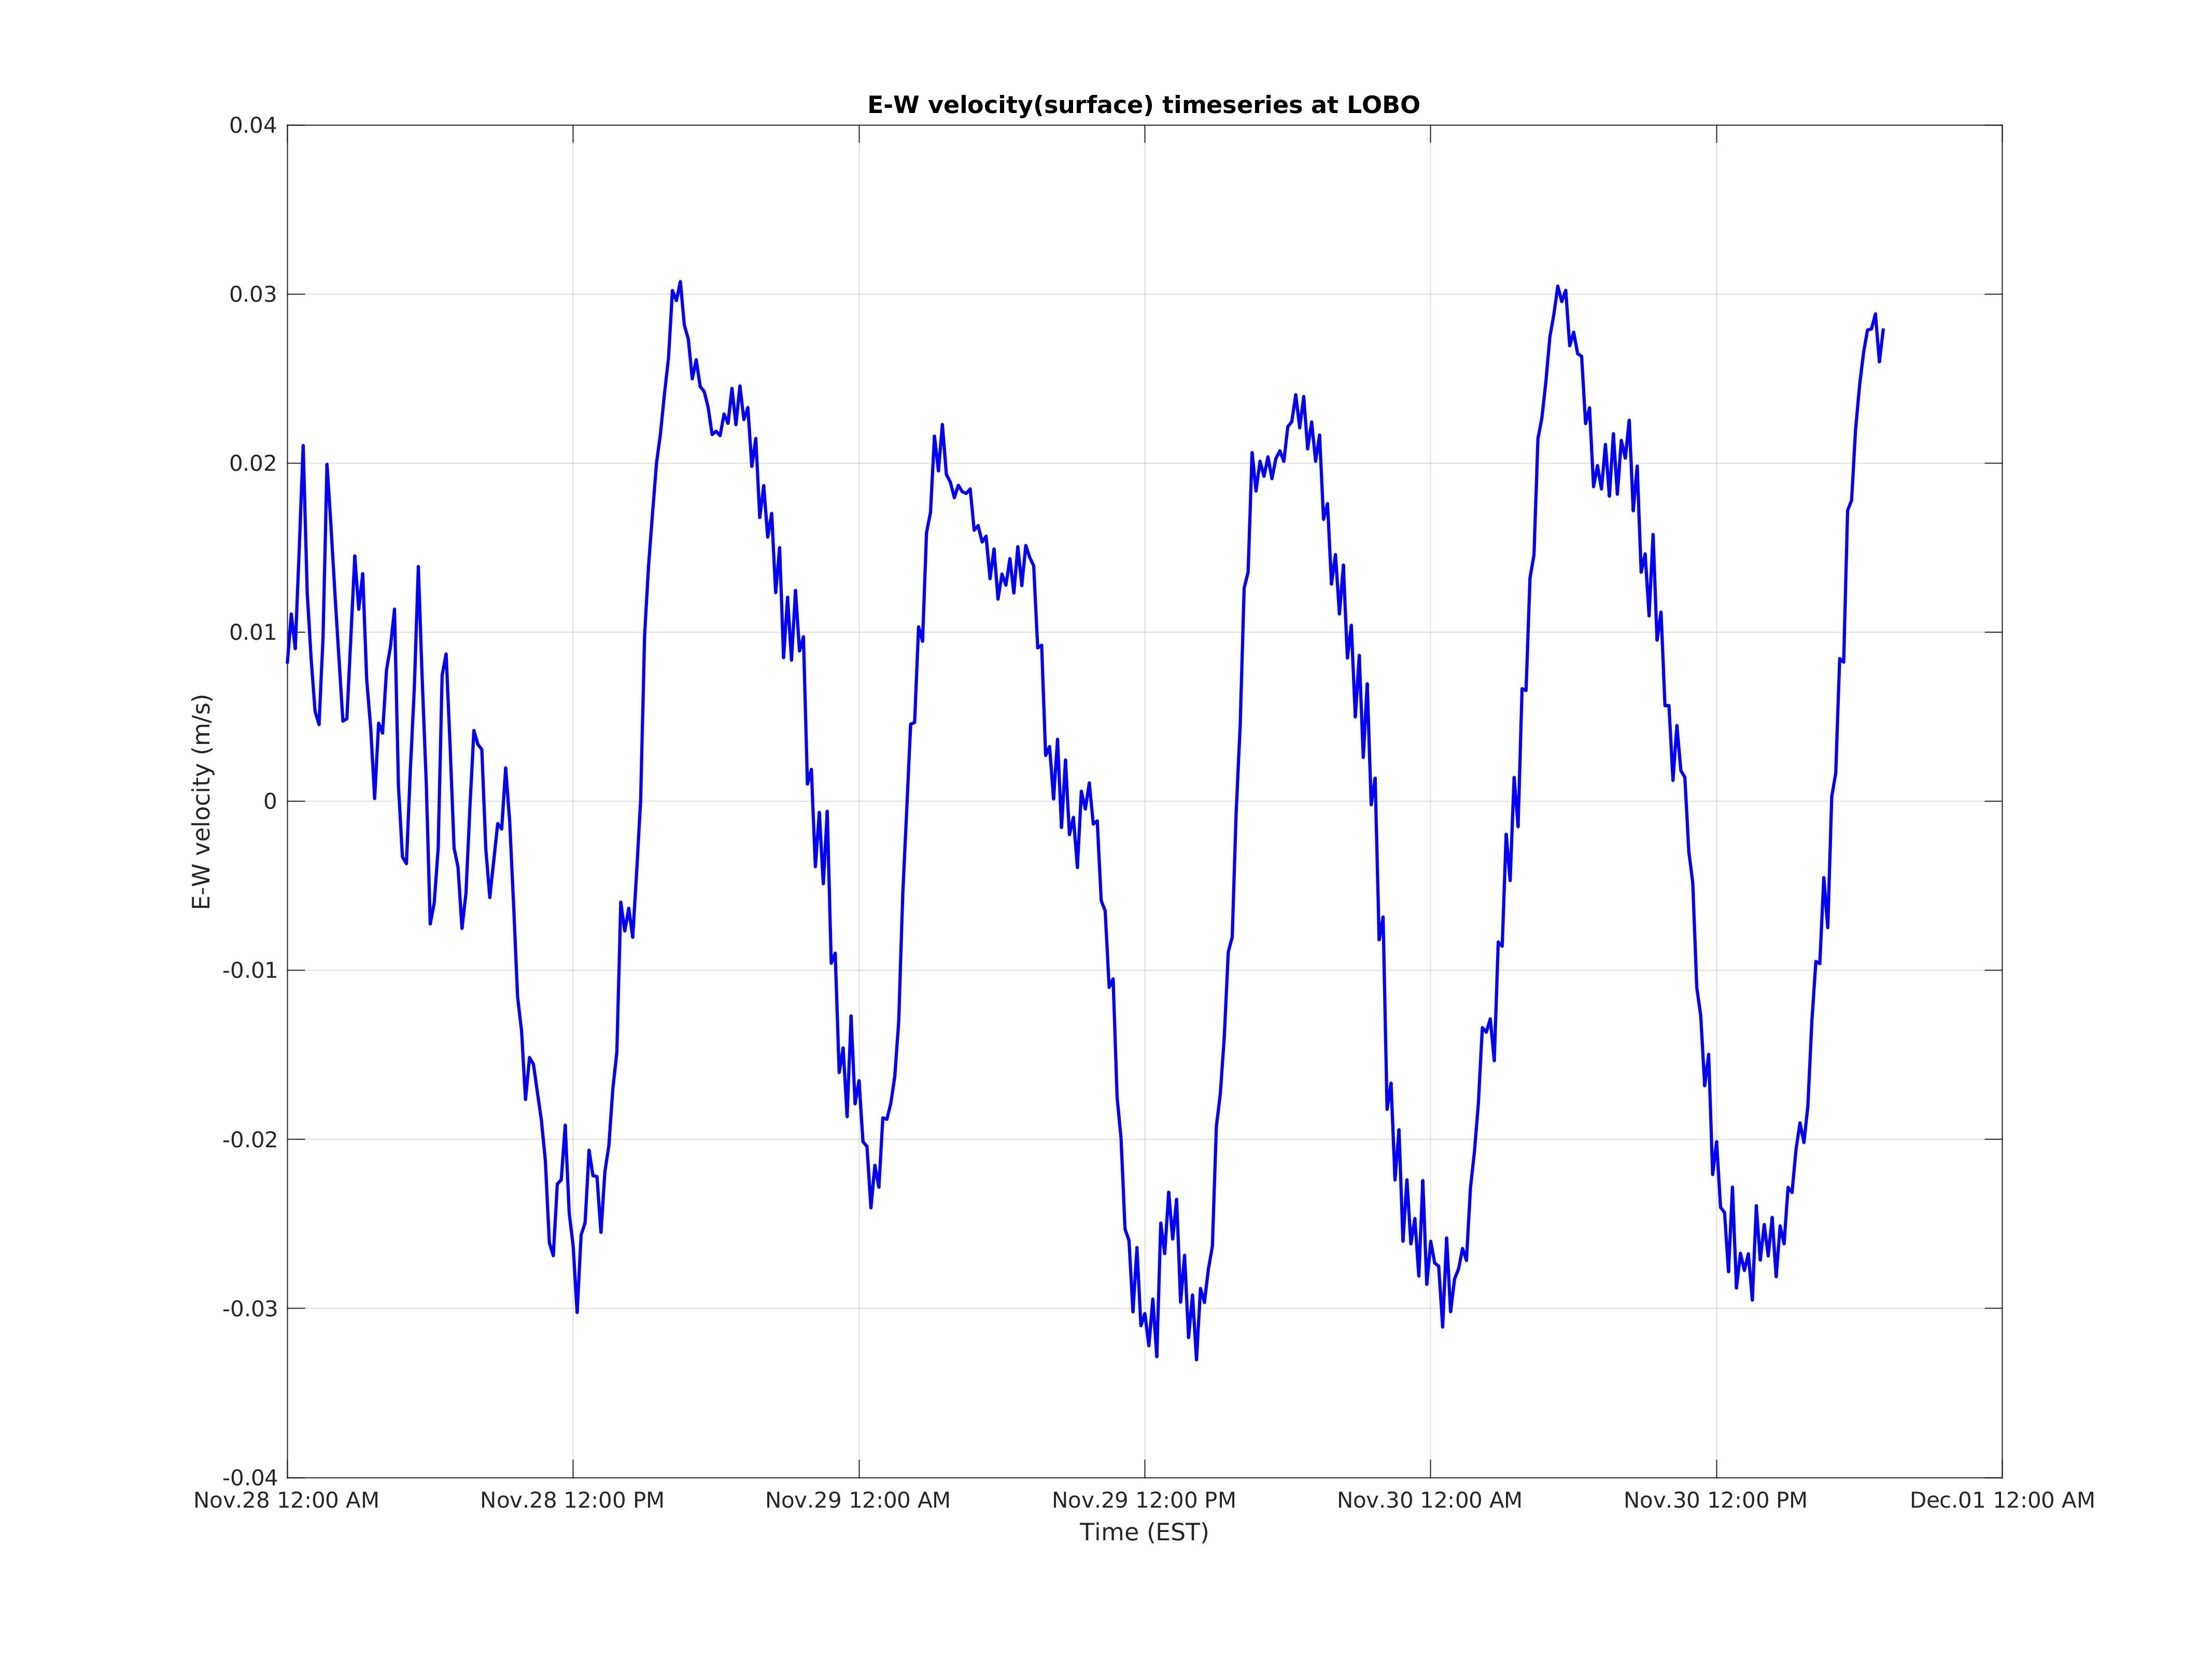 E-W velocity(surface) timeseries at LOBO
0.04
0.03
0.02
0.01
0
-0.01
-0.02
-0.03
-0.04
E-W velocity (m/s)
Nov.28 12:00 AM
Nov.28 12:00 PM
Nov.29 12:00 AM
Nov.29 12:00 PM
Nov.30 12:00 AM
Nov.30 12:00 PM
Dec.01 12:00 AM
Time (EST)